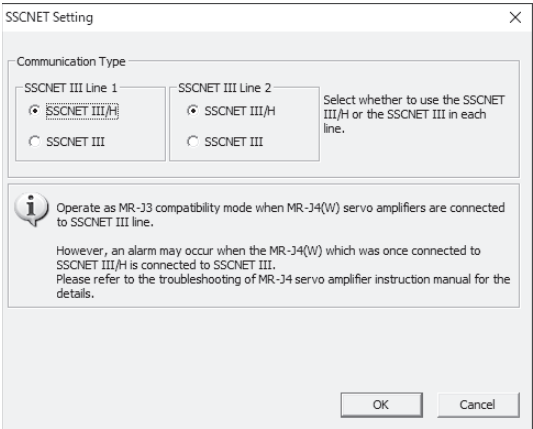 SSCNET Setting
Communication Type
SSCNET III Line 1
SSCNET III/H
SSCNET III
SSCNET III Line 2
SSCNET III/H
SSCNET III
Select whether to use the SSCNET
III/H or the SSCNET III in each
line.
Operate as MR-J3 compatibility mode when MR-J4(W) servo amplifiers are connected
to SSCNET III line.
However, an alarm may occur when the MR-J4(W) which was once connected to
SSCNET III/H is connected to SSCNET III.
Please refer to the troubleshooting of MR-J4 servo amplifier instruction manual for the
details.
OK
Cancel